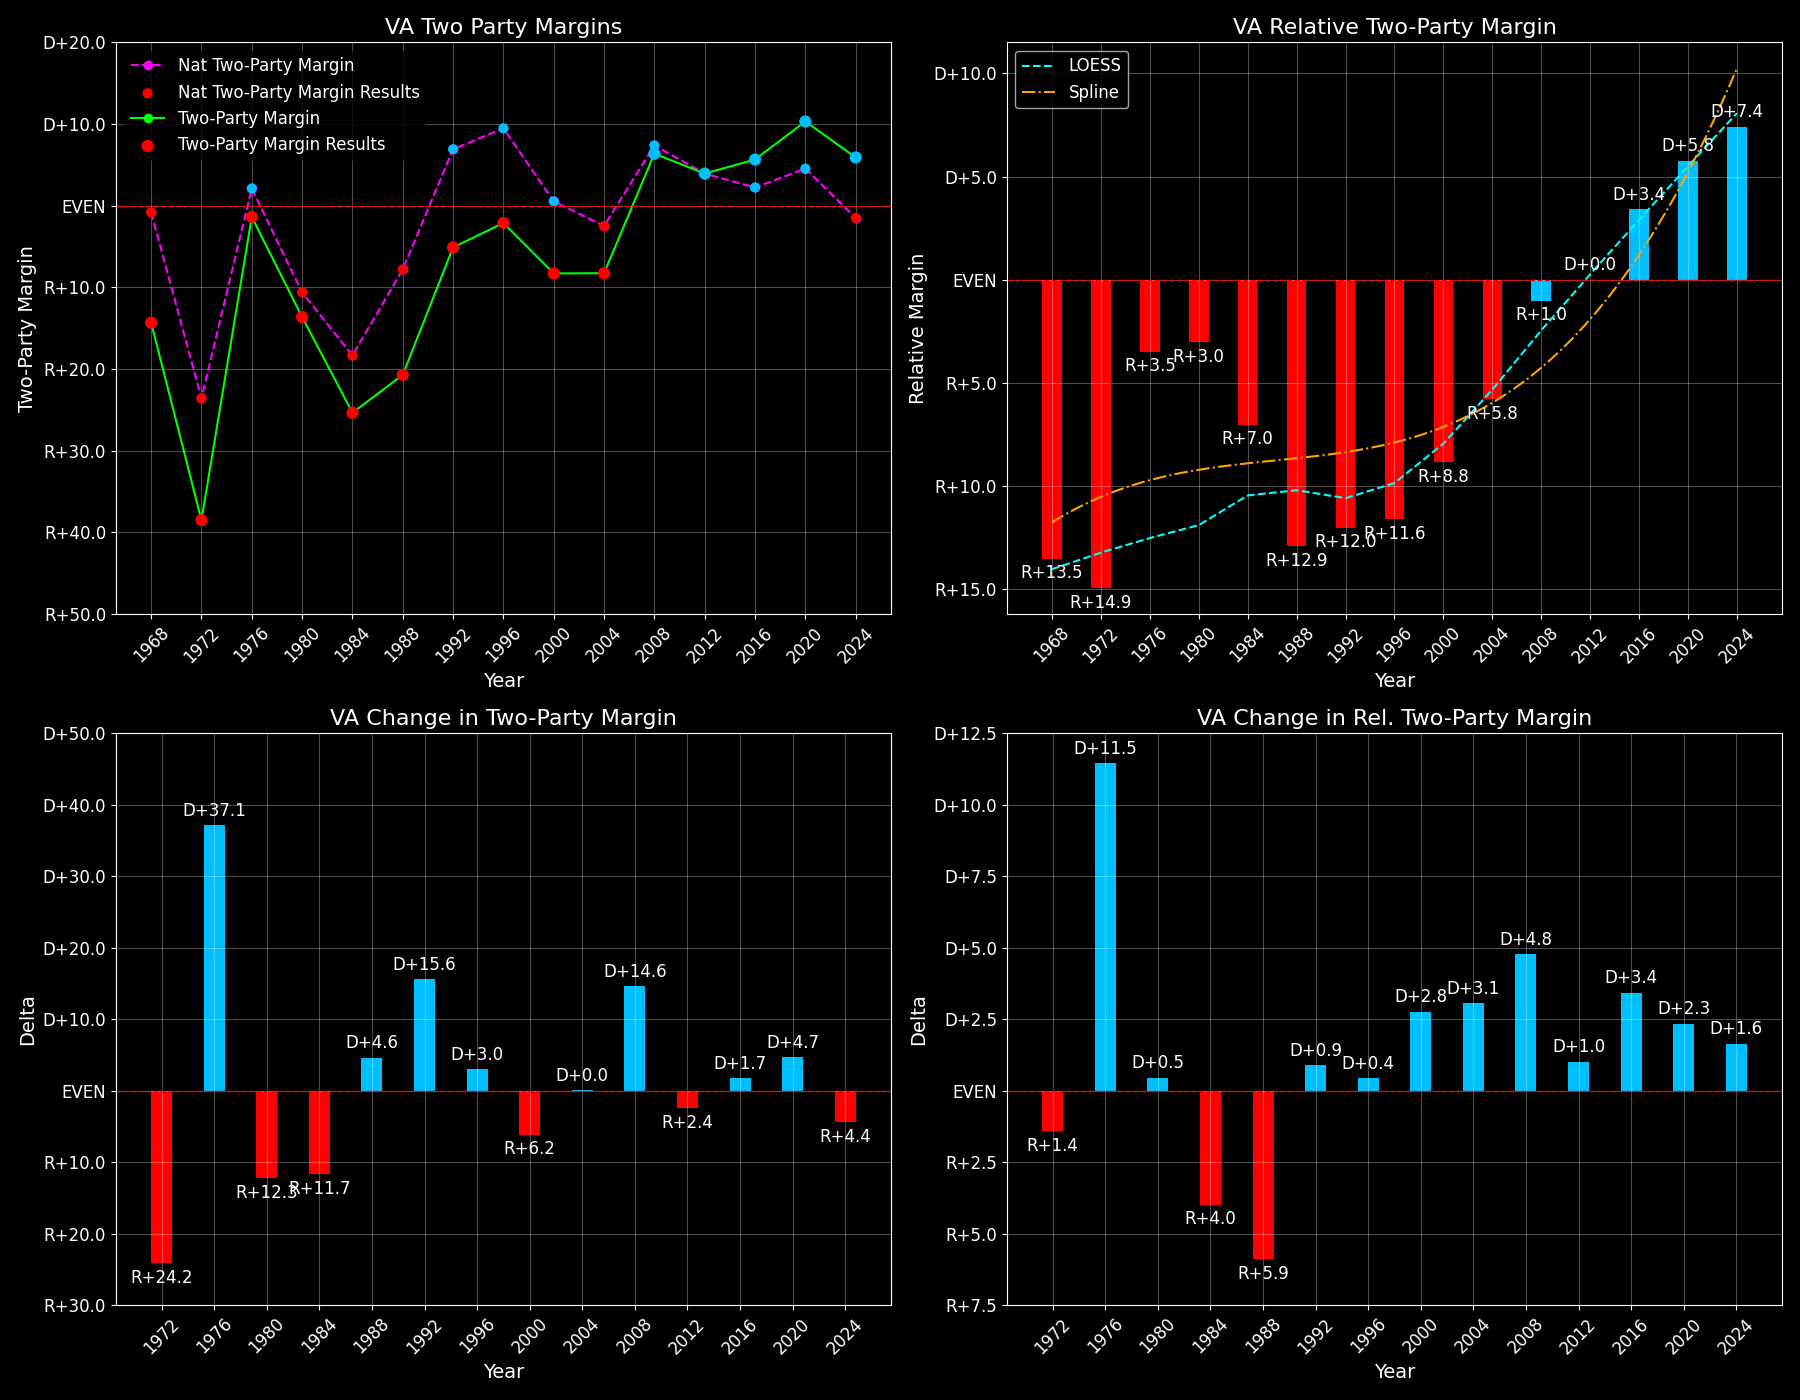 VA Two Party Margins
D+20.0
D+10.0
EVEN
R+10.0
R+20.0
R+30.0
R+40.0
R+50.0
Two-Party Margin
Nat Two-Party Margin
Nat Two-Party Margin Results
Two-Party Margin
Two-Party Margin Results
1968
1972
1976
1980
1984
1988
1992
1996
2000
2004
2008
2012
2016
2020
2024
Year
VA Relative Two-Party Margin
D+10.0
D+5.0
EVEN
R+5.0
R+10.0
R+15.0
Relative Margin
LOESS
Spline
R+13.5
R+14.9
R+3.5
R+3.0
R+7.0
R+12.9
R+12.0
R+11.6
R+8.8
R+5.8
R+1.0
D+0.0
D+3.4
D+5.8
D+7.4
1968
1972
1976
1980
1984
1988
1992
1996
2000
2004
2008
2012
2016
2020
2024
Year
VA Change in Two-Party Margin
D+50.0
D+40.0
D+30.0
D+20.0
D+10.0
EVEN
R+10.0
R+20.0
R+30.0
Delta
R+24.2
D+37.1
R+12.3
R+11.7
D+4.6
D+15.6
D+3.0
R+6.2
D+0.0
D+14.6
R+2.4
D+1.7
D+4.7
R+4.4
1972
1976
1980
1984
1988
1992
1996
2000
2004
2008
2012
2016
2020
2024
Year
VA Change in Rel. Two-Party Margin
D+12.5
D+10.0
D+7.5
D+5.0
D+2.5
EVEN
R+2.5
R+5.0
R+7.5
Delta
R+1.4
D+11.5
D+0.5
R+4.0
R+5.9
D+0.9
D+0.4
D+2.8
D+3.1
D+4.8
D+1.0
D+3.4
D+2.3
D+1.6
1972
1976
1980
1984
1988
1992
1996
2000
2004
2008
2012
2016
2020
2024
Year